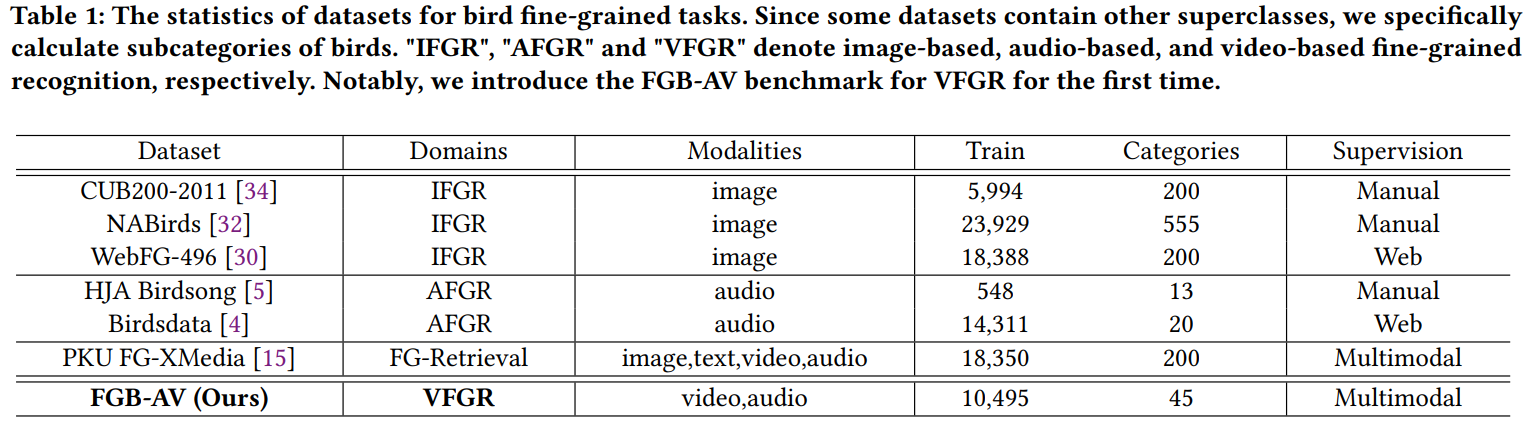 Table 1: The statistics of datasets for bird fine-grained tasks. Since some datasets contain other superclasses, we specifically
calculate subcategories of birds. "IFGR", "AFGR" and "VFGR" denote image-based, audio-based, and video-based fine-grained
recognition, respectively. Notably, we introduce the FGB-AV benchmark for VFGR for the first time.
Dataset Domains Modalities Train Categories Supervision
CUB200-2011 [34] IFGR image 5,994 200 Manual
NABirds [32] IFGR image 23,929 555 Manual
WebFG-496 [30] IFGR image 18,388 200 Web
HJA Birdsong [5] AFGR audio 548 13 Manual
Birdsdata [4] AFGR audio 14,311 20 Web
PKU FG-XMedia [15] FG-Retrieval image,text,video,audio 18,350 200 Multimodal
FGB-AV (Ours) VFGR video,audio 10,495 45 Multimodal